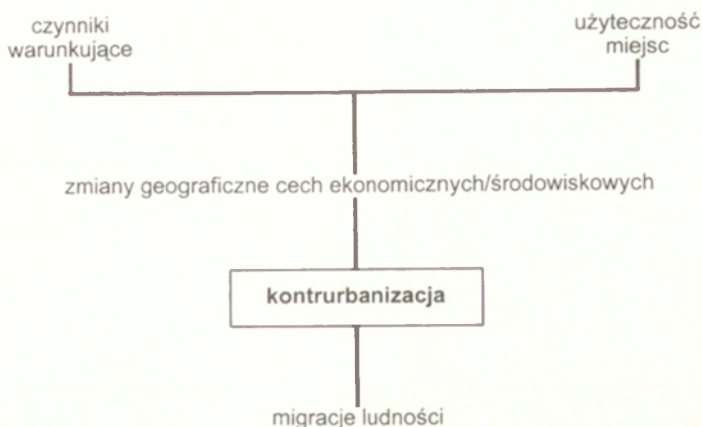 czynniki
warunkujące
użyteczność
miejsc
zmiany geograficzne cech ekonomicznych/środowiskowych
kontrurbanizacja
migracje ludności